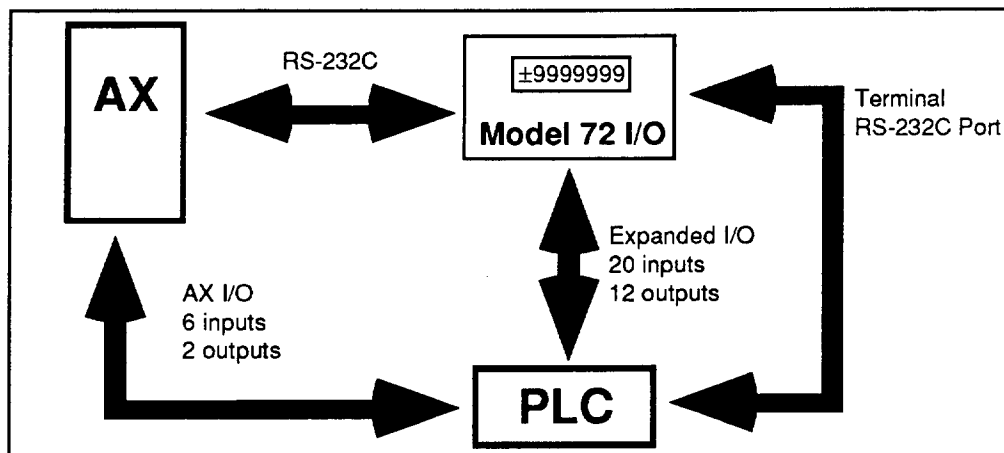 AX
RS-232C
±9999999
Model 72 I/O
Terminal
RS-232C Port
Expanded I/O
20 inputs
12 outputs
AX I/O
6 inputs
2 outputs
PLC